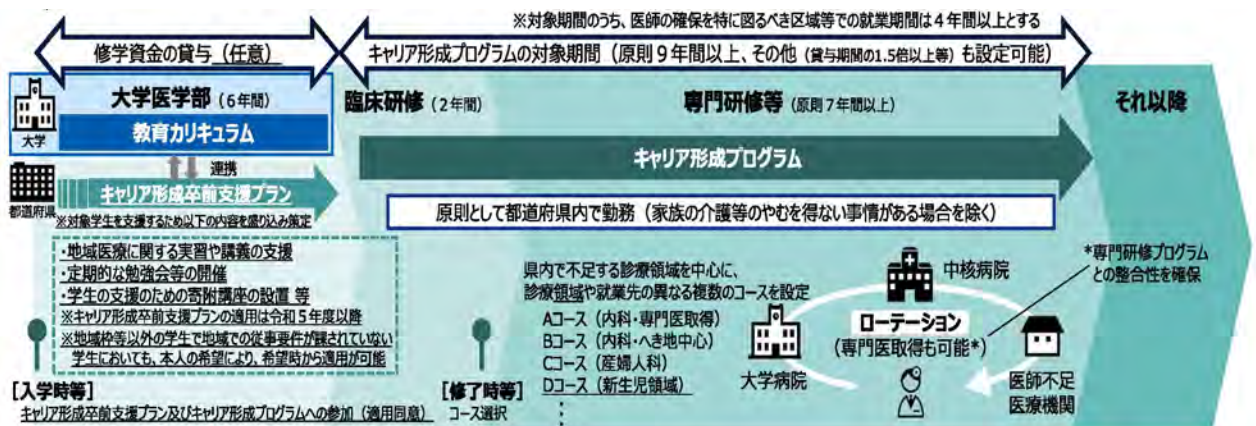 ※対象期間のうち、医師の確保を特に図るべき区域等での就業期間は4年間以上とする
修学資金の貸与（任意）
キャリア形成プログラムの対象期間（原則9年間以上、その他（貸与期間の1.5倍以上等）も設定可能）
大学医学部（6年間）
臨床研修（2年間）
専門研修等（原則7年間以上）
それ以降
大学
教育カリキュラム
連携
キャリア形成プログラム
都道府県
キャリア形成卒前支援プラン
※対象学生を支援するため以下の内容を盛り込み策定
原則として都道府県内で勤務（家族の介護等のやむを得ない事情がある場合を除く）
・地域医療に関する実習や講義の支援
・定期的な勉強会等の開催
・学生の支援のための寄附講座の設置 等
※キャリア形成卒前支援プランの適用は令和5年度以降
※地域枠等以外の学生で地域での従事要件が課されていない
学生においても、本人の希望により、希望時から適用が可能
[入学時等]
キャリア形成卒前支援プラン及びキャリア形成プログラムへの参加（適用同意）
[修了時等]
コース選択
県内で不足する診療領域を中心に、
診療領域や就業先の異なる複数のコースを設定
Aコース（内科・専門医取得）
Bコース（内科・へき地中心）
Cコース（産婦人科）
Dコース（新生児領域）
⋮
中核病院
*専門研修プログラム
との整合性を確保
ローテーション
（専門医取得も可能*）
大学病院
医師不足
医療機関